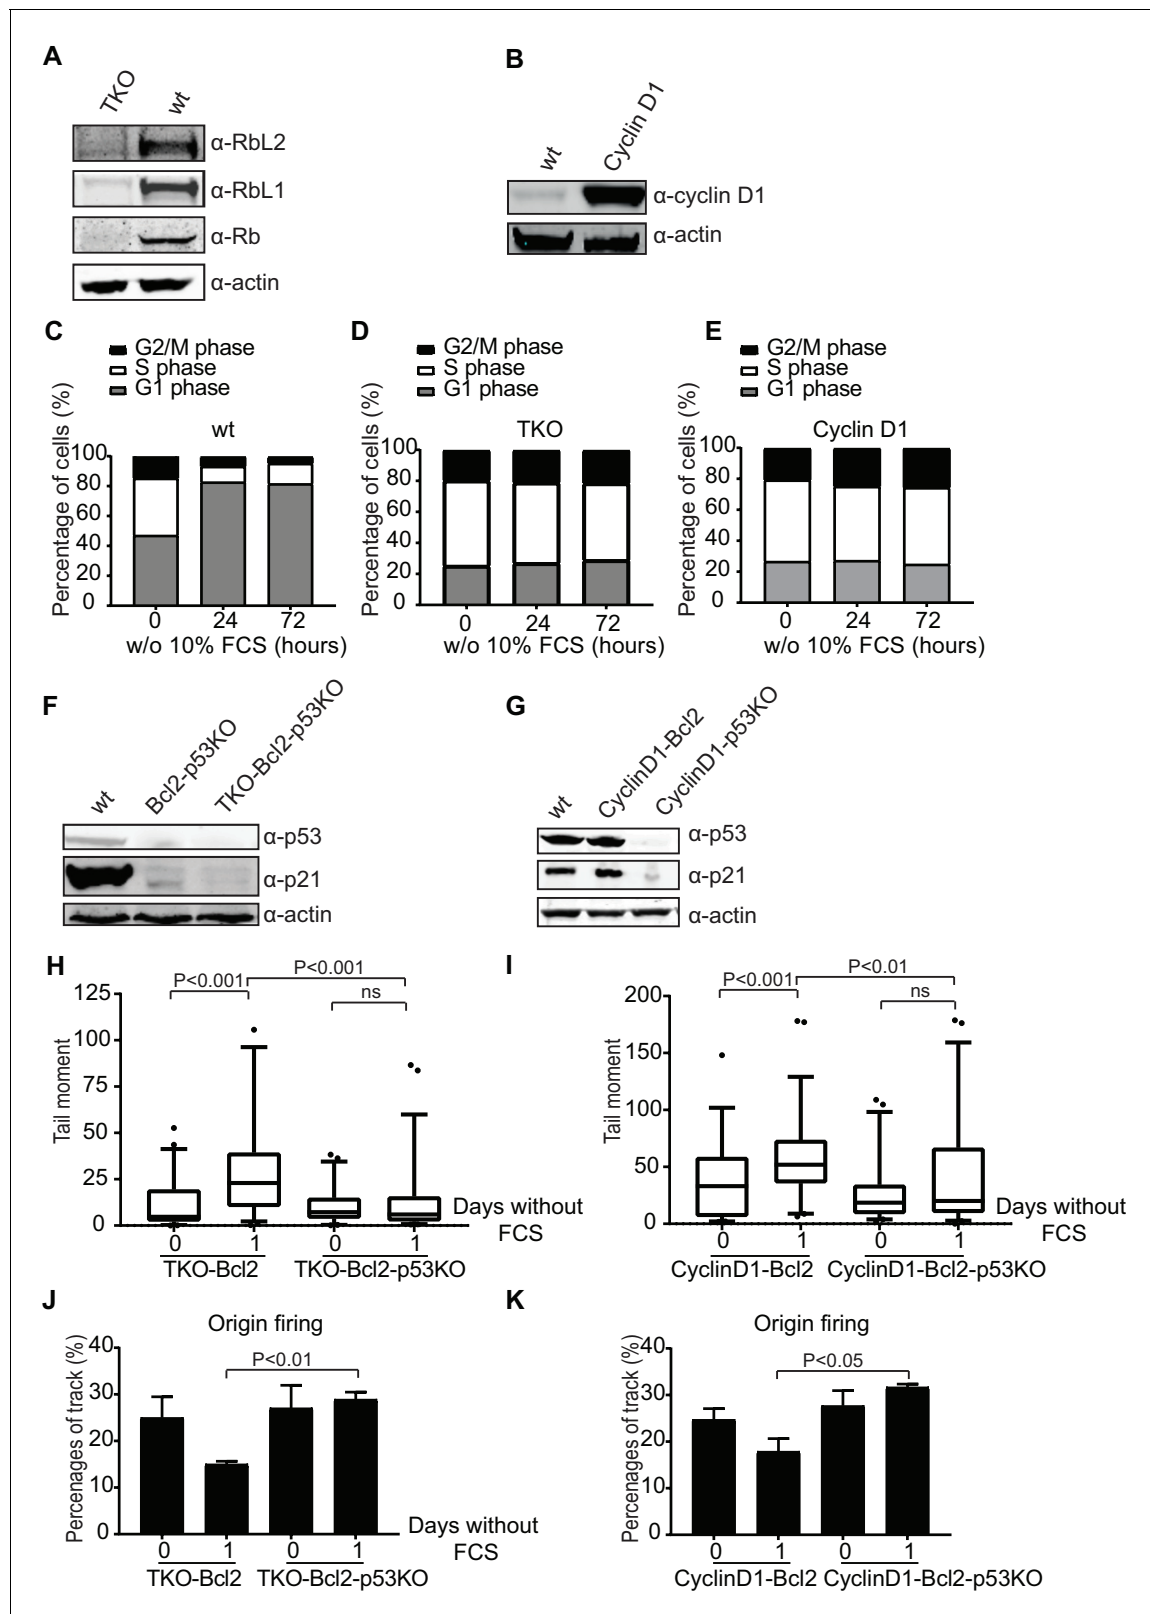 A
TKO
wt
α-RbL2
α-RbL1
α-Rb
α-actin
B
wt
Cyclin D1
α-cyclin D1
α-actin
C
G2/M phase
S phase
G1 phase
wt
Percentage of cells (%)
100
80
60
40
20
0
0 24 72
w/o 10% FCS (hours)
D
G2/M phase
S phase
G1 phase
TKO
Percentage of cells (%)
100
80
60
40
20
0
0 24 72
w/o 10% FCS (hours)
E
G2/M phase
S phase
G1 phase
Cyclin D1
Percentage of cells (%)
100
80
60
40
20
0
0 24 72
w/o 10% FCS (hours)
F
wt
Bcl2-p53KO
TKO-Bcl2-p53KO
α-p53
α-p21
α-actin
G
wt
CyclinD1-Bcl2
CyclinD1-p53KO
α-p53
α-p21
α-actin
H
P<0.001
P<0.001
ns
Tail moment
125
100
75
50
25
0
0 1 0 1
Days without
FCS
TKO-Bcl2 TKO-Bcl2-p53KO
I
P<0.001
P<0.01
ns
Tail moment
200
150
100
50
0
0 1 0 1
Days without
FCS
CyclinD1-Bcl2 CyclinD1-Bcl2-p53KO
J
Origin firing
P<0.01
Percenages of track (%)
40
30
20
10
0
0 1 0 1
Days without
FCS
TKO-Bcl2 TKO-Bcl2-p53KO
K
Origin firing
P<0.05
Percenages of track (%)
40
30
20
10
0
0 1 0 1
CyclinD1-Bcl2 CyclinD1-Bcl2-p53KO